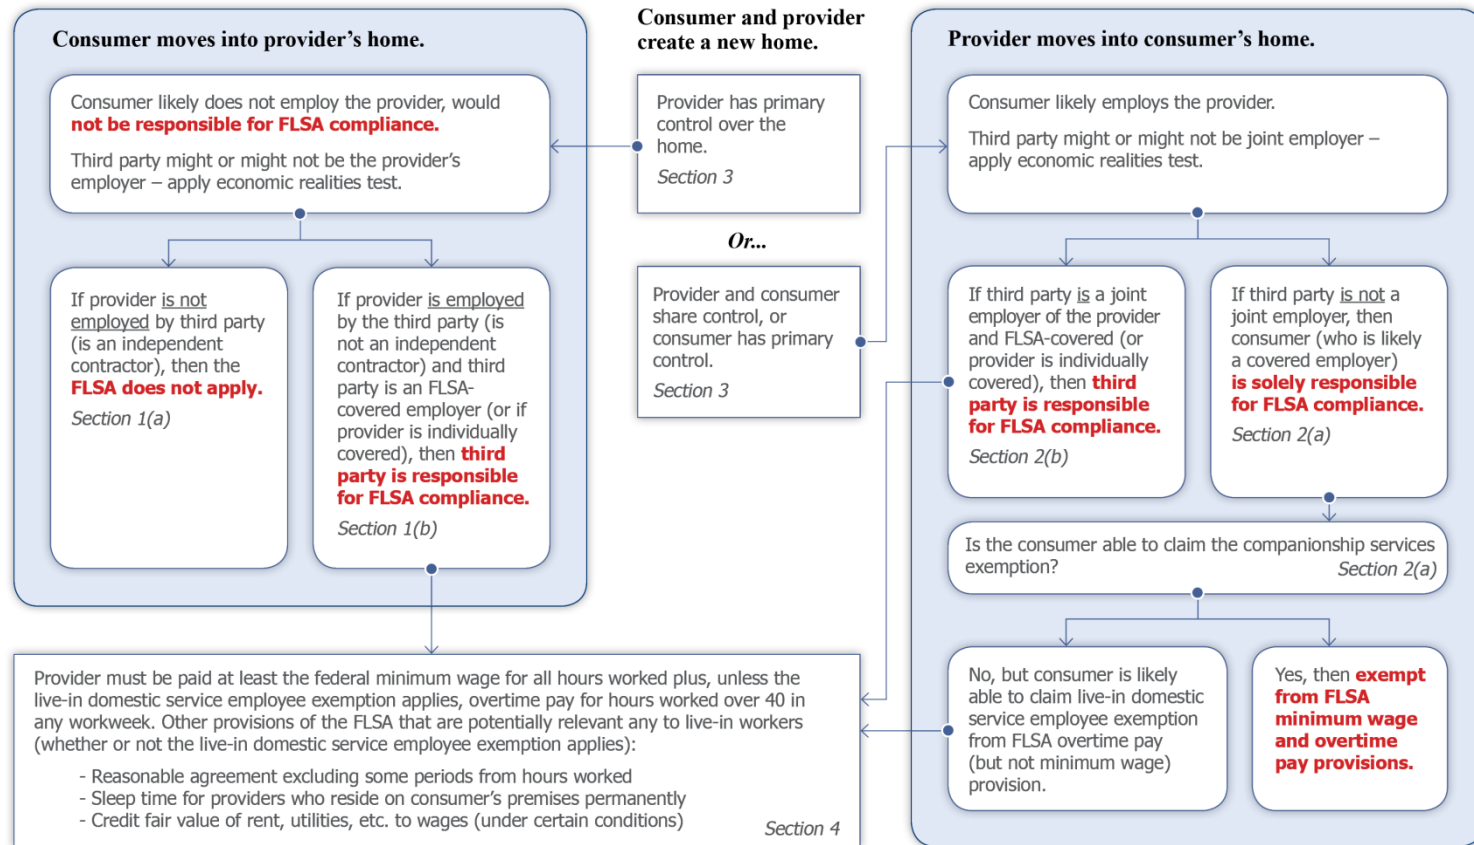 Consumer moves into provider's home.
Consumer likely does not employ the provider, would
not be responsible for FLSA compliance.
Third party might or might not be the provider's
employer – apply economic realities test.
If provider is not
employed by third party
(is an independent
contractor), then the
FLSA does not apply.
Section 1(a)
If provider is employed
by the third party (is
not an independent
contractor) and third
party is an FLSA-
covered employer (or if
provider is individually
covered), then third
party is responsible
for FLSA compliance.
Section 1(b)
Consumer and provider
create a new home.
Provider has primary
control over the
home.
Section 3
Or...
Provider and consumer
share control, or
consumer has primary
control.
Section 3
Provider moves into consumer's home.
Consumer likely employs the provider.
Third party might or might not be joint employer –
apply economic realities test.
If third party is a joint
employer of the provider
and FLSA-covered (or
provider is individually
covered), then third
party is responsible
for FLSA compliance.
Section 2(b)
If third party is not a
joint employer, then
consumer (who is likely
a covered employer)
is solely responsible
for FLSA compliance.
Section 2(a)
Is the consumer able to claim the companionship services
exemption?
Section 2(a)
No, but consumer is likely
able to claim live-in domestic
service employee exemption
from FLSA overtime pay
(but not minimum wage)
provision.
Yes, then exempt
from FLSA
minimum wage
and overtime
pay provisions.
Provider must be paid at least the federal minimum wage for all hours worked plus, unless the
live-in domestic service employee exemption applies, overtime pay for hours worked over 40 in
any workweek. Other provisions of the FLSA that are potentially relevant any to live-in workers
(whether or not the live-in domestic service employee exemption applies):
- Reasonable agreement excluding some periods from hours worked
- Sleep time for providers who reside on consumer's premises permanently
- Credit fair value of rent, utilities, etc. to wages (under certain conditions)
Section 4